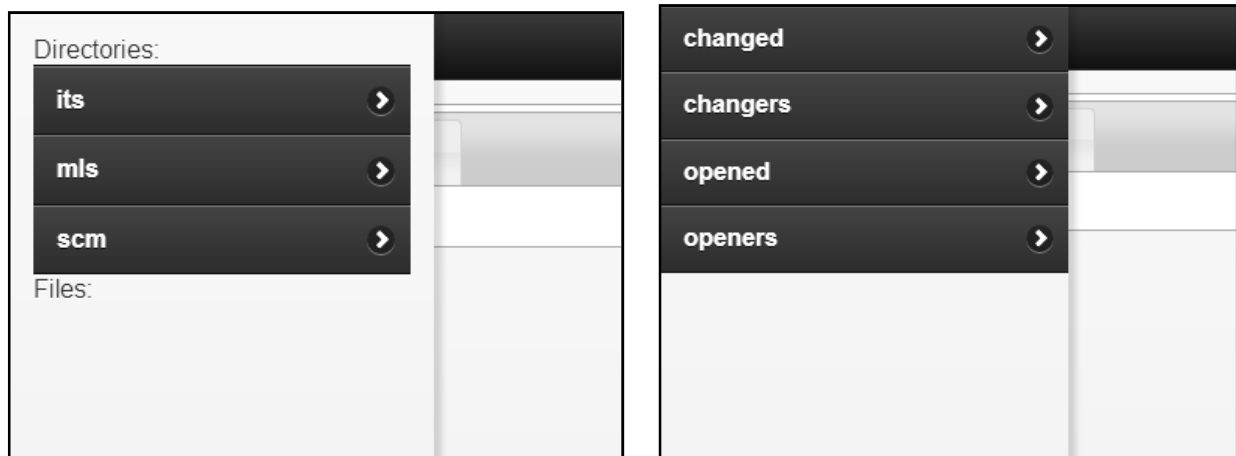 Directories:
its
mls
scm
Files:
changed
changers
opened
openers